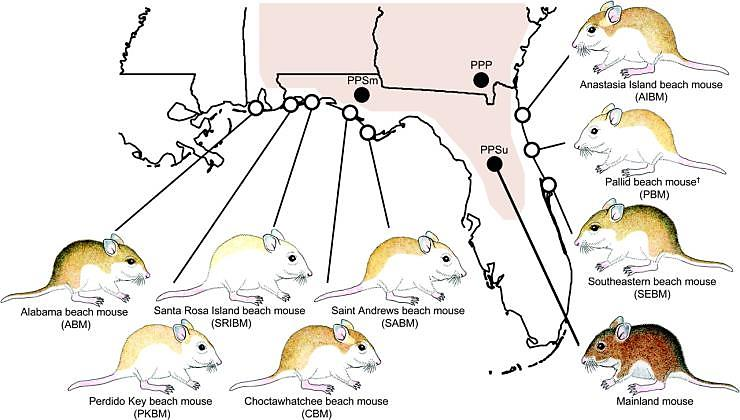 Anastasia Island beach mouse
(AIBM)
PPP
PPSm
PPSu
Pallid beach mouse†
(PBM)
Southeastern beach mouse
(SEBM)
Alabama beach mouse
(ABM)
Santa Rosa Island beach mouse
(SRIBM)
Saint Andrews beach mouse
(SABM)
Perdido Key beach mouse
(PKBM)
Choctawhatchee beach mouse
(CBM)
Mainland mouse